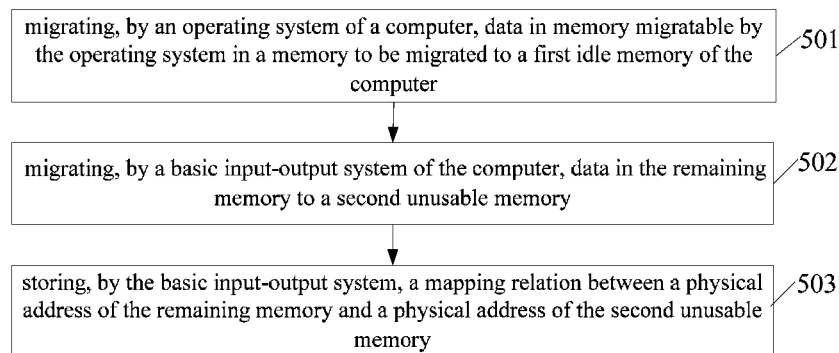 migrating, by an operating system of a computer, data in memory migratable by
the operating system in a memory to be migrated to a first idle memory of the
computer
501
migrating, by a basic input-output system of the computer, data in the remaining
memory to a second unusable memory
502
storing, by the basic input-output system, a mapping relation between a physical
address of the remaining memory and a physical address of the second unusable
memory
503